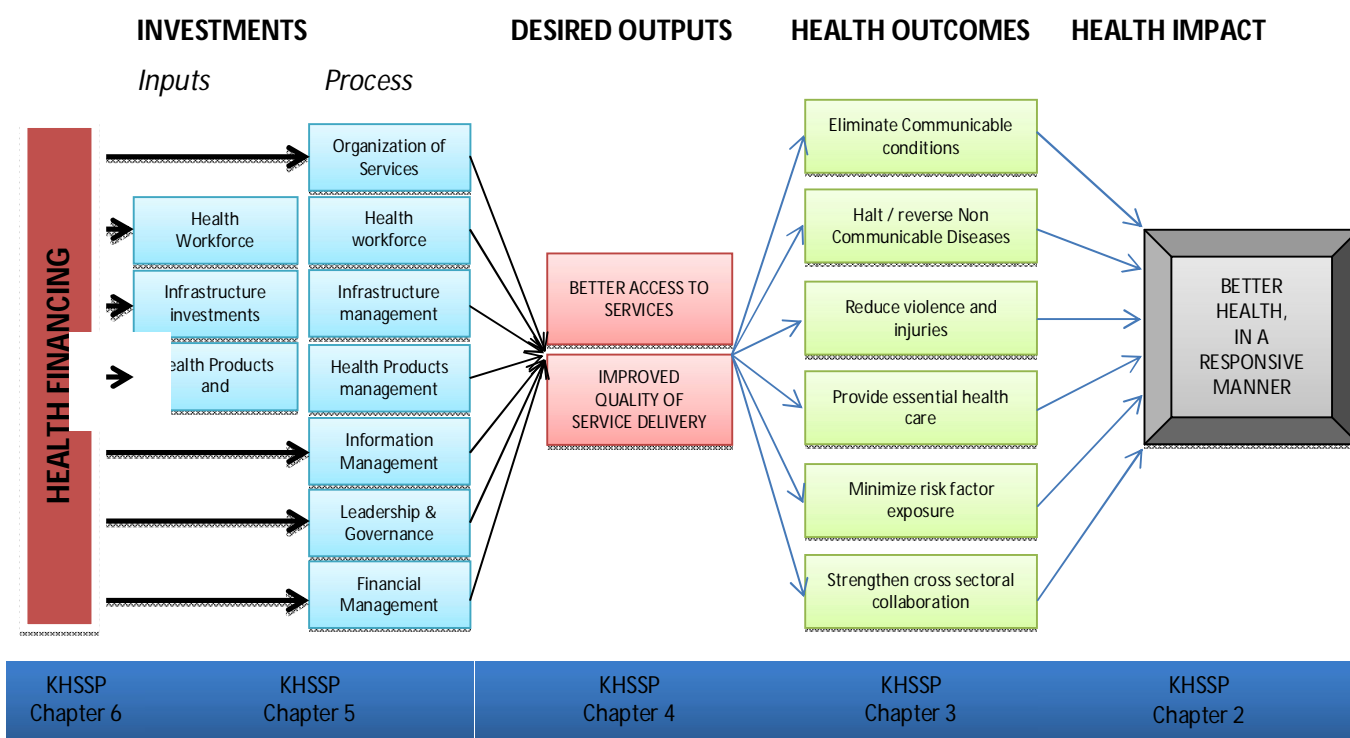 INVESTMENTS
DESIRED OUTPUTS
HEALTH OUTCOMES
HEALTH IMPACT
Inputs
Process
HEALTH FINANCING
Health
Workforce
Infrastructure
investments
ealth Products
and
Organization of
Services
Health
workforce
Infrastructure
management
Health Products
management
Information
Management
Leadership &
Governance
Financial
Management
BETTER ACCESS TO
SERVICES
IMPROVED
QUALITY OF
SERVICE DELIVERY
Eliminate Communicable
conditions
Halt / reverse Non
Communicable Diseases
Reduce violence and
injuries
Provide essential health
care
Minimize risk factor
exposure
Strengthen cross sectoral
collaboration
BETTER
HEALTH,
IN A
RESPONSIVE
MANNER
KHSSP
Chapter 6
KHSSP
Chapter 5
KHSSP
Chapter 4
KHSSP
Chapter 3
KHSSP
Chapter 2